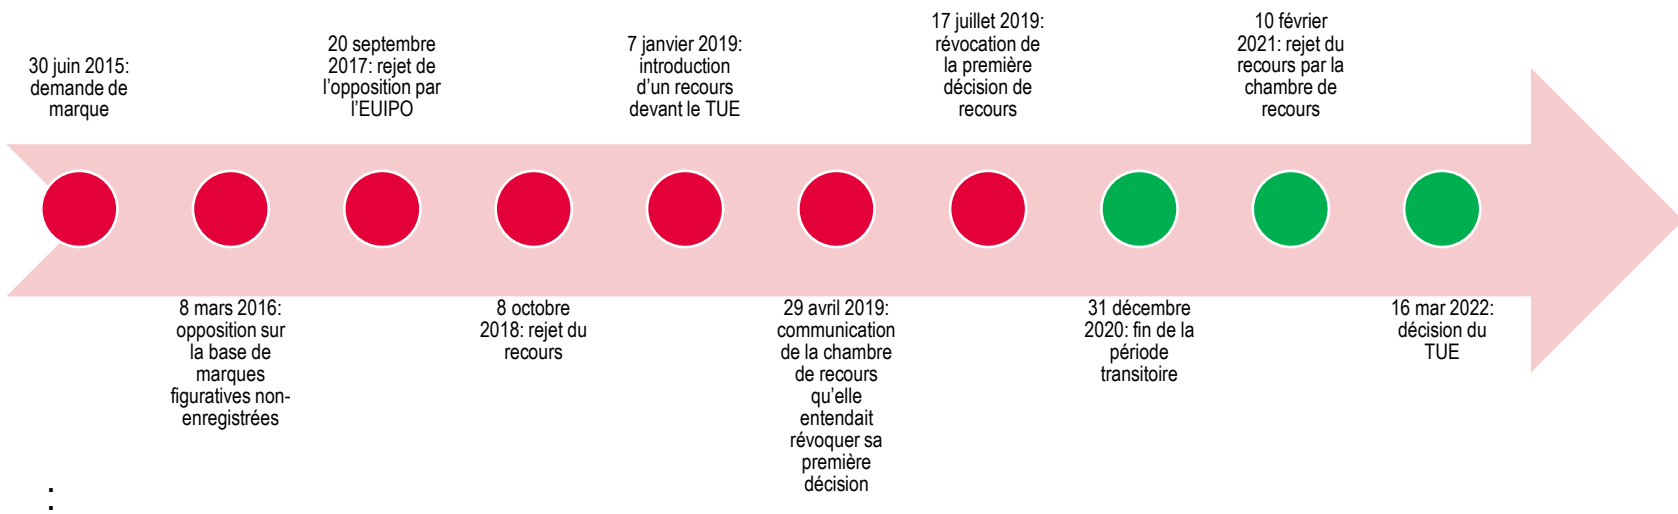 30 juin 2015:
demande de
marque
8 mars 2016:
opposition sur
la base de
marques
figuratives non-
enregistrées
20 septembre
2017: rejet de
l’opposition par
l’EUIPO
8 octobre
2018: rejet du
recours
7 janvier 2019:
introduction
d’un recours
devant le TUE
29 avril 2019:
communication
de la chambre
de recours
qu’elle
entendait
révoquer sa
première
décision
17 juillet 2019:
révocation de
la première
décision de
recours
31 décembre
2020: fin de la
période
transitoire
10 février
2021: rejet du
recours par la
chambre de
recours
16 mar 2022:
décision du
TUE
.
.